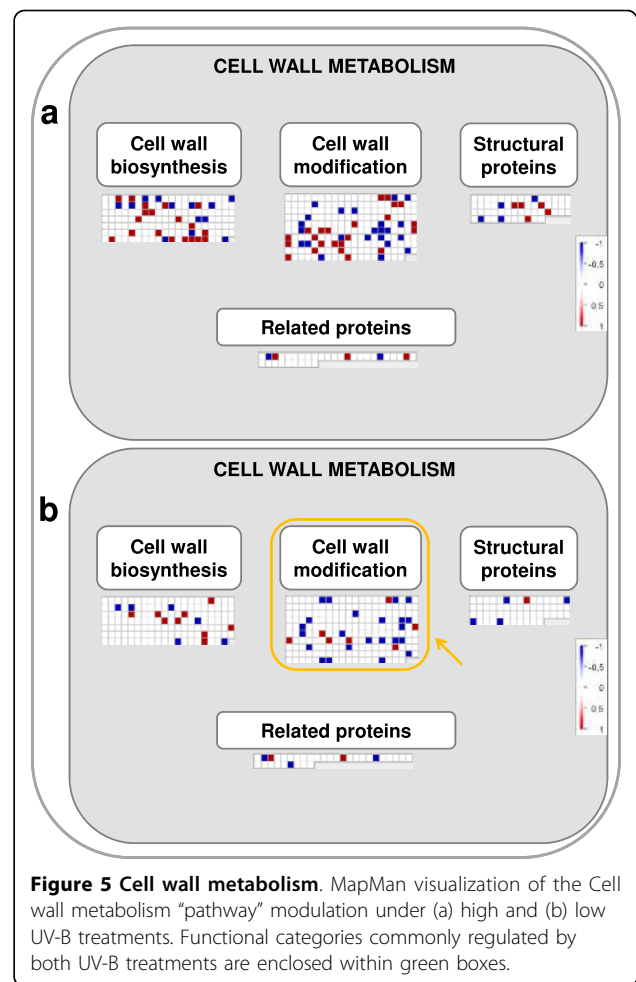 CELL WALL METABOLISM
a
Cell wall
biosynthesis
Cell wall
modification
Structural
proteins
-1
-0,5
0
0.5
1
Related proteins
CELL WALL METABOLISM
b
Cell wall
biosynthesis
Cell wall
modification
Structural
proteins
-1
-0,5
0
0.5
1
Related proteins
Figure 5 Cell wall metabolism. MapMan visualization of the Cell
wall metabolism “pathway” modulation under (a) high and (b) low
UV-B treatments. Functional categories commonly regulated by
both UV-B treatments are enclosed within green boxes.